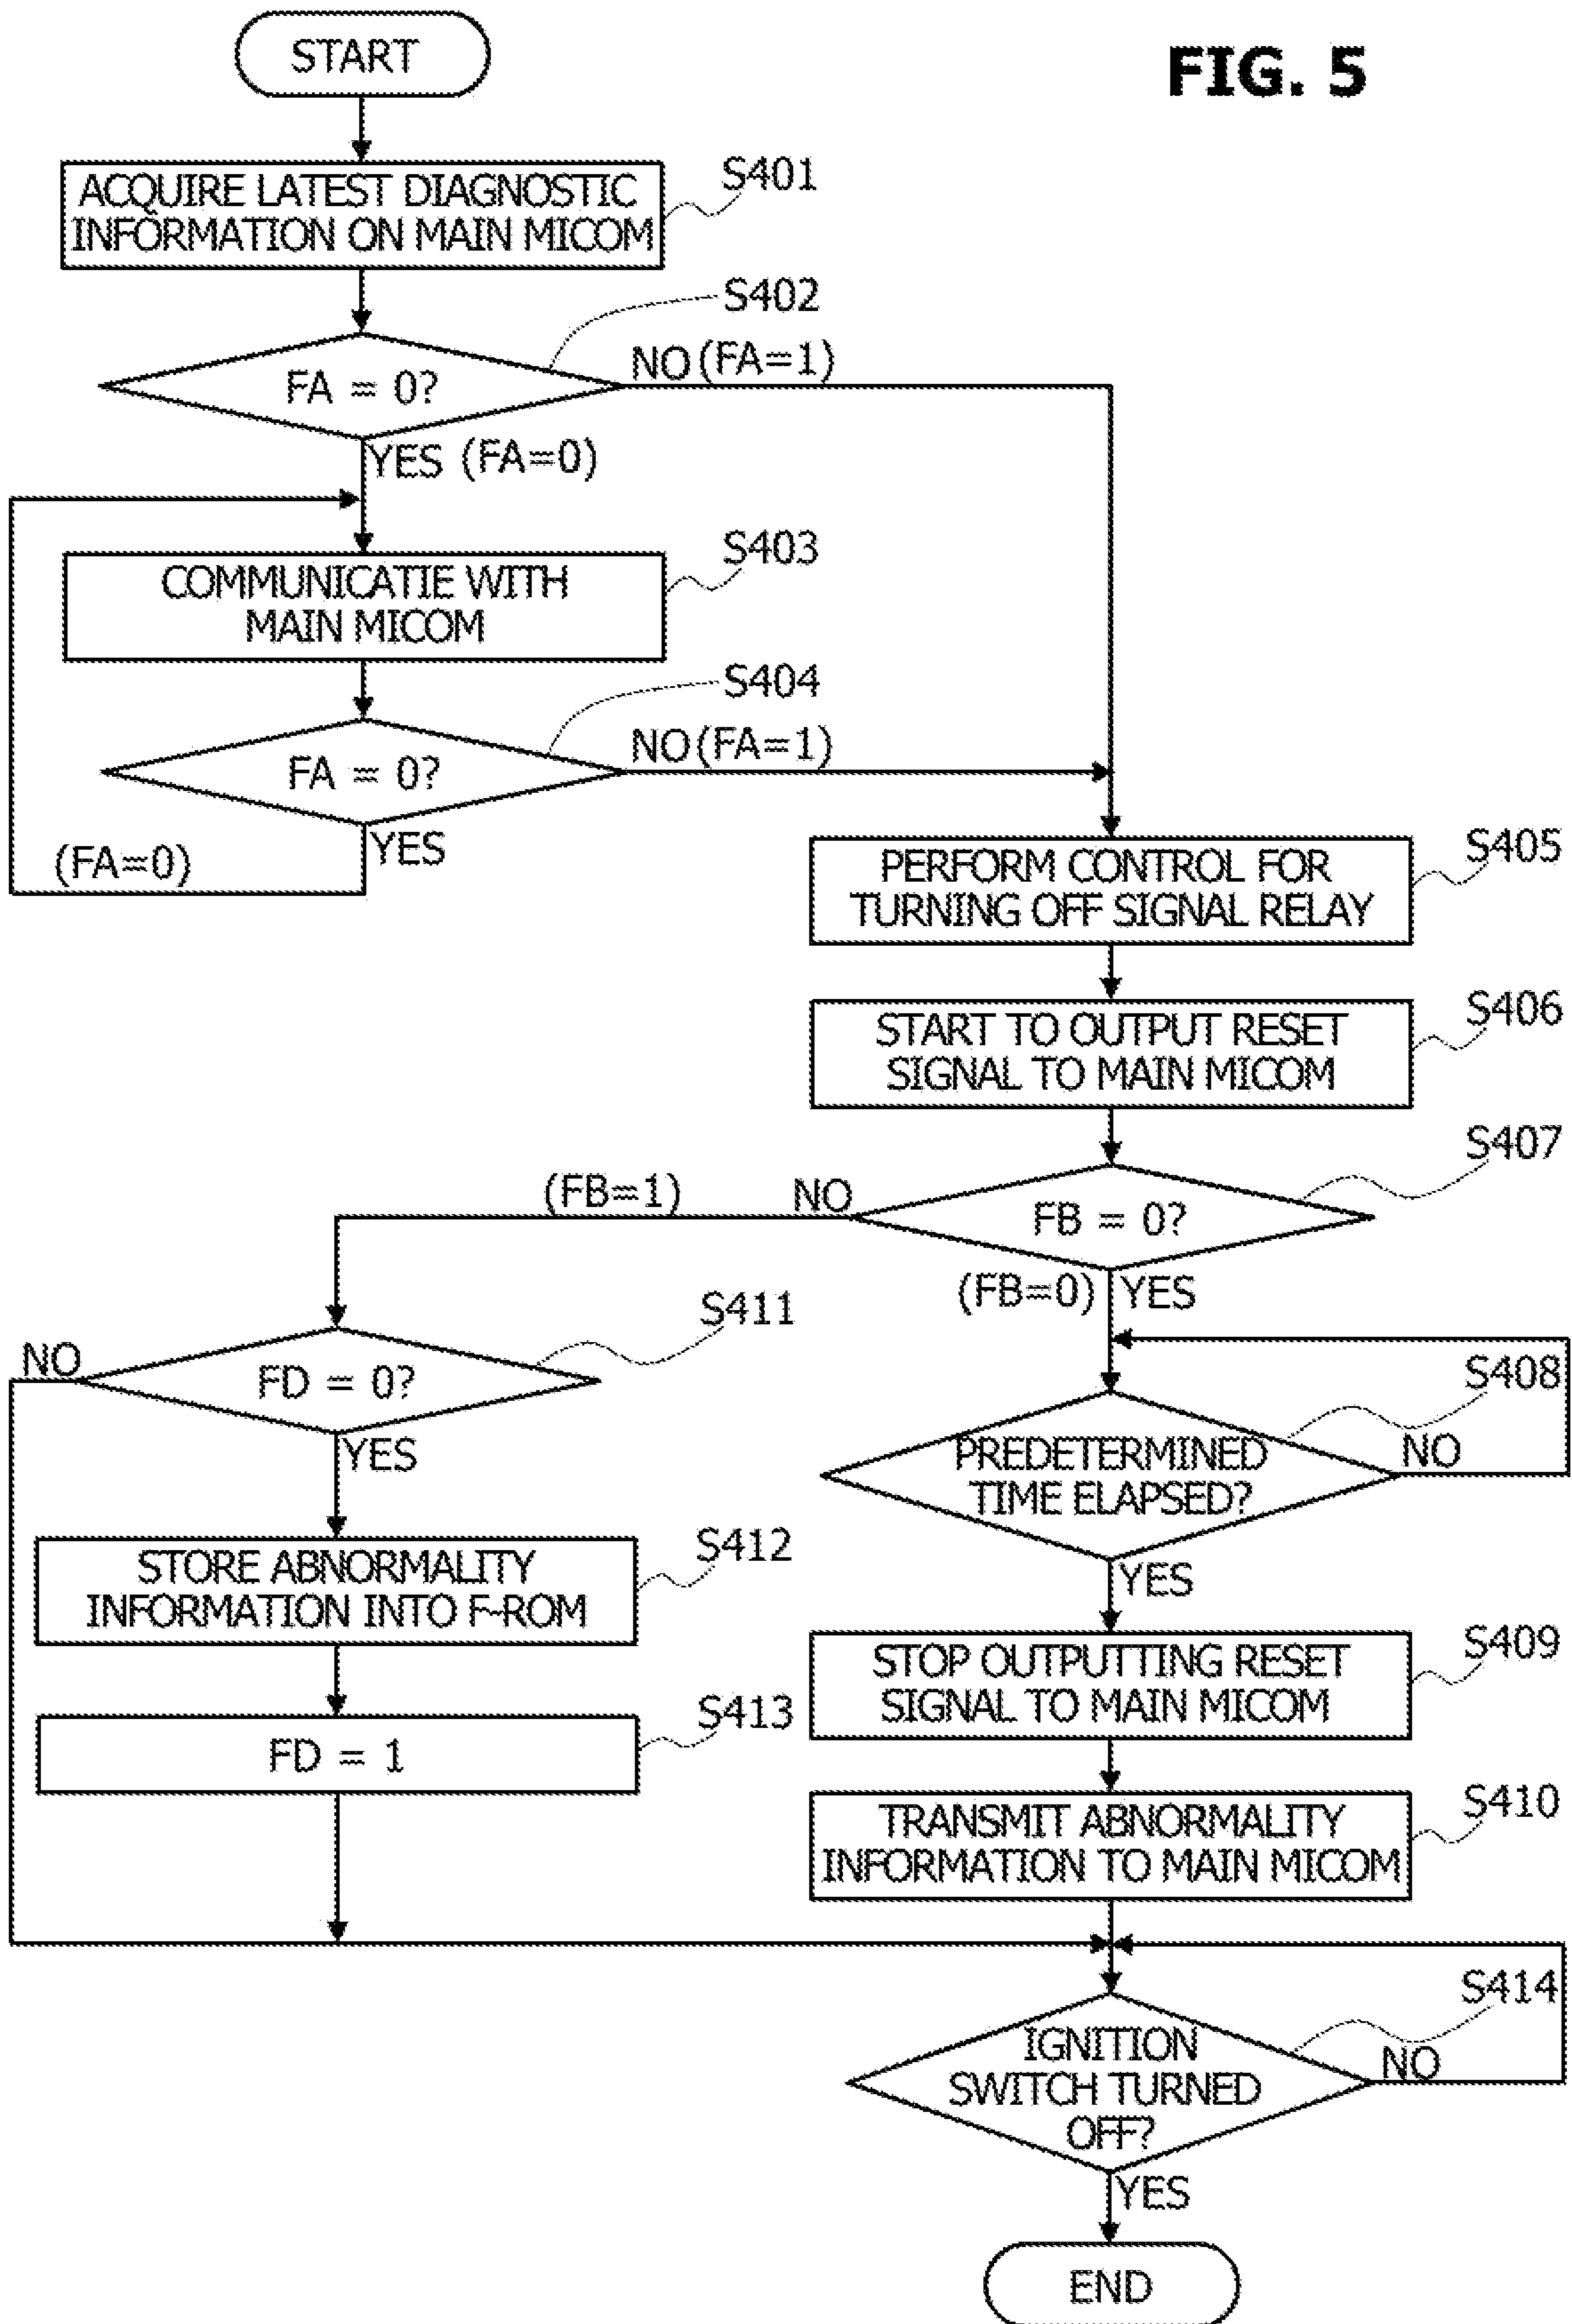 FIG. 5
START
ACQUIRE LATEST DIAGNOSTIC
INFORMATION ON MAIN MICOM
S401
S402
FA = 0?
NO (FA=1)
YES (FA=0)
COMMUNICATIE WITH
MAIN MICOM
S403
S404
FA = 0?
NO (FA=1)
YES
(FA=0)
PERFORM CONTROL FOR
TURNING OFF SIGNAL RELAY
S405
START TO OUTPUT RESET
SIGNAL TO MAIN MICOM
S406
S407
FB = 0?
(FB=1) NO
(FB=0) YES
S411
FD = 0?
NO
YES
S408
PREDETERMINED
TIME ELAPSED?
NO
YES
STORE ABNORMALITY
INFORMATION INTO F-ROM
S412
FD = 1
S413
STOP OUTPUTTING RESET
SIGNAL TO MAIN MICOM
S409
TRANSMIT ABNORMALITY
INFORMATION TO MAIN MICOM
S410
S414
IGNITION
SWITCH TURNED
OFF?
NO
YES
END